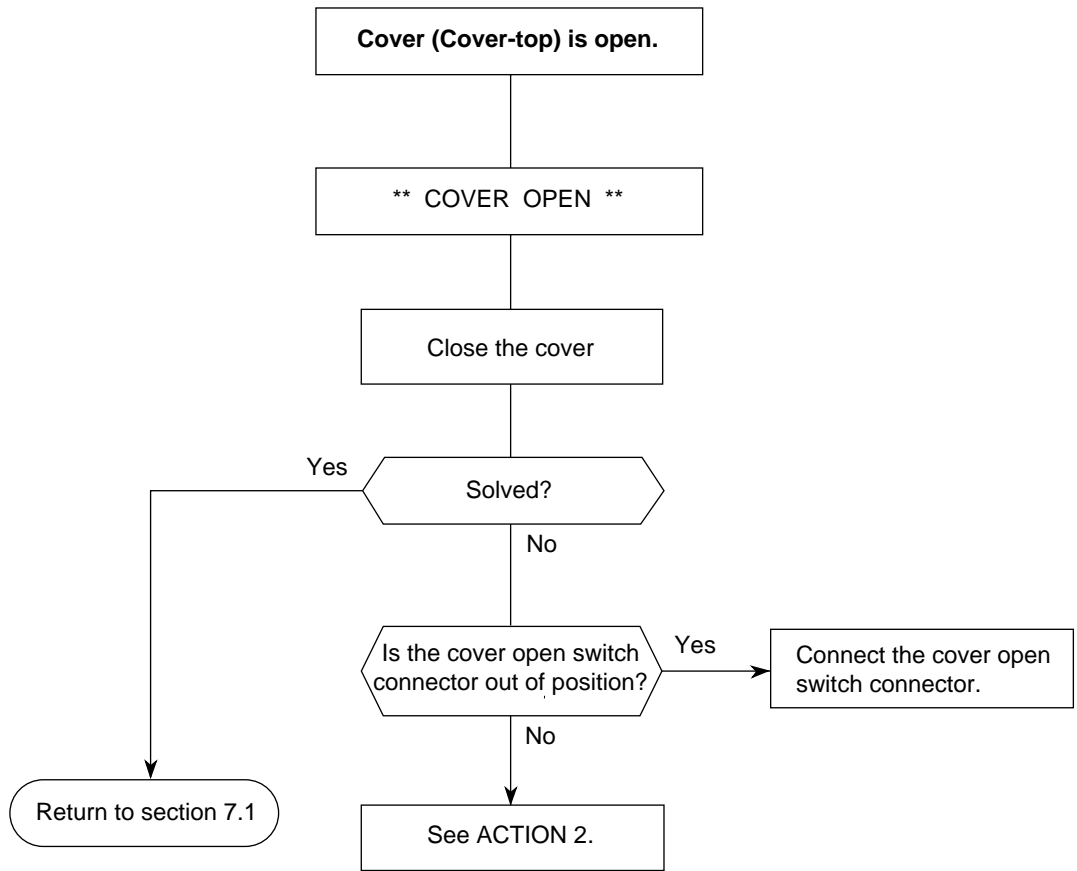 Cover (Cover-top) is open.
** COVER OPEN **
Close the cover
Yes
Solved?
No
Is the cover open switch
connector out of position?
Yes
Connect the cover open
switch connector.
No
Return to section 7.1
See ACTION 2.